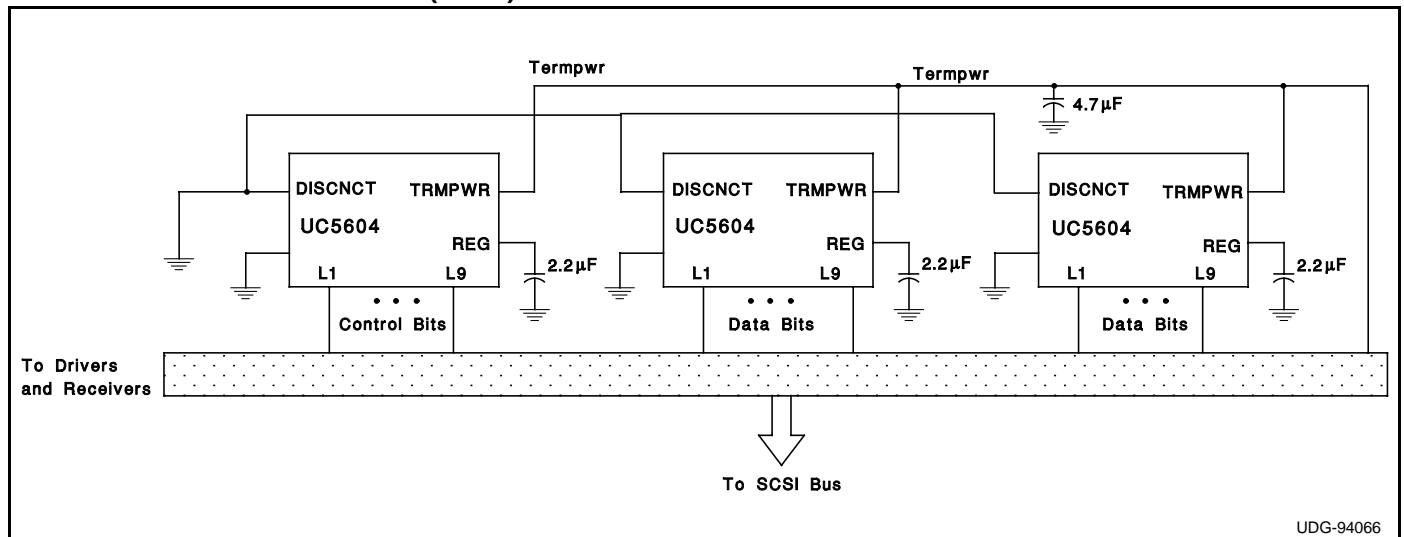 Termpwr
Termpwr
4.7µF
DISCNCT TRMPWR
UC5604
REG
L1 L9
2.2µF
Control Bits
DISCNCT TRMPWR
UC5604
REG
L1 L9
2.2µF
Data Bits
DISCNCT TRMPWR
UC5604
REG
L1 L9
2.2µF
Data Bits
To Drivers
and Receivers
To SCSI Bus
UDG-94066